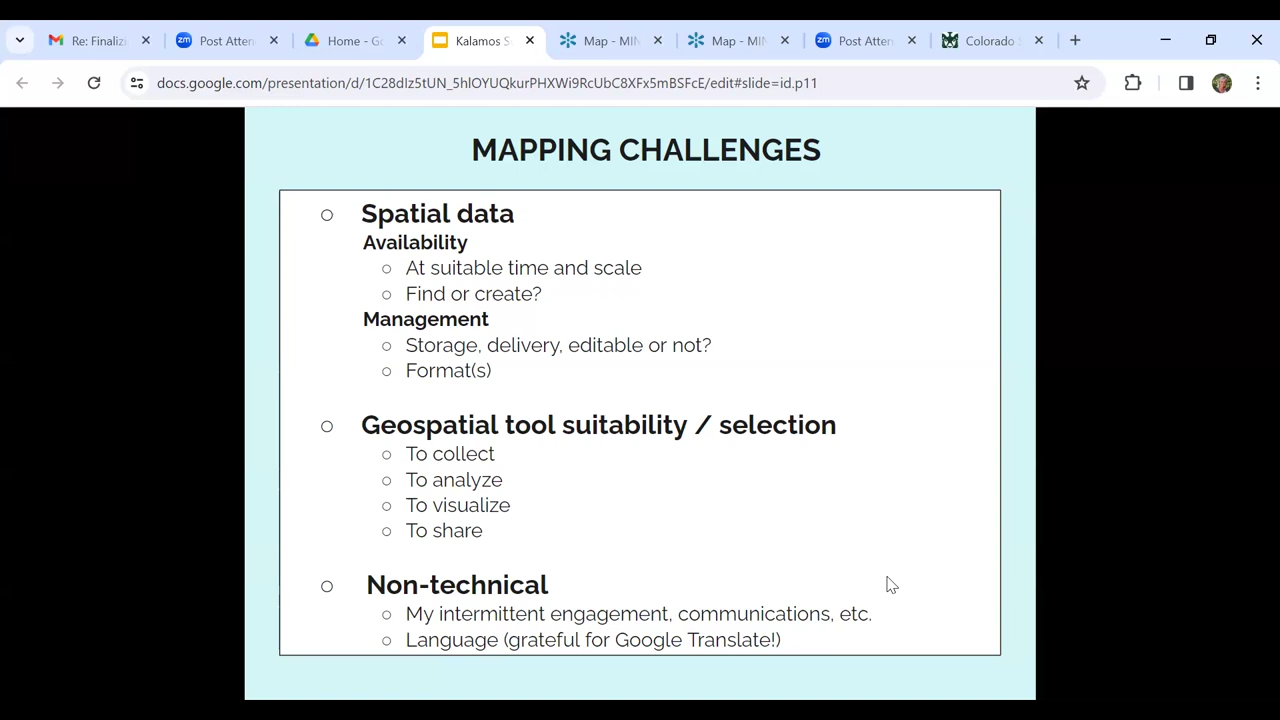 Re: Finaliz
Post Atten
Home - Go
Kalamos S
Map - MIN
Map - MIN
Post Atten
Colorado
docs.google.com/presentation/d/1C28dIz5tUN_5hlOYUQkurPHXWi9RcUbC8XFx5mBSFcE/edit#slide=id.p11
MAPPING CHALLENGES
Spatial data
Availability
At suitable time and scale
Find or create?
Management
Storage, delivery, editable or not?
Format(s)
Geospatial tool suitability / selection
To collect
To analyze
To visualize
To share
Non-technical
My intermittent engagement, communications, etc.
Language (grateful for Google Translate!)